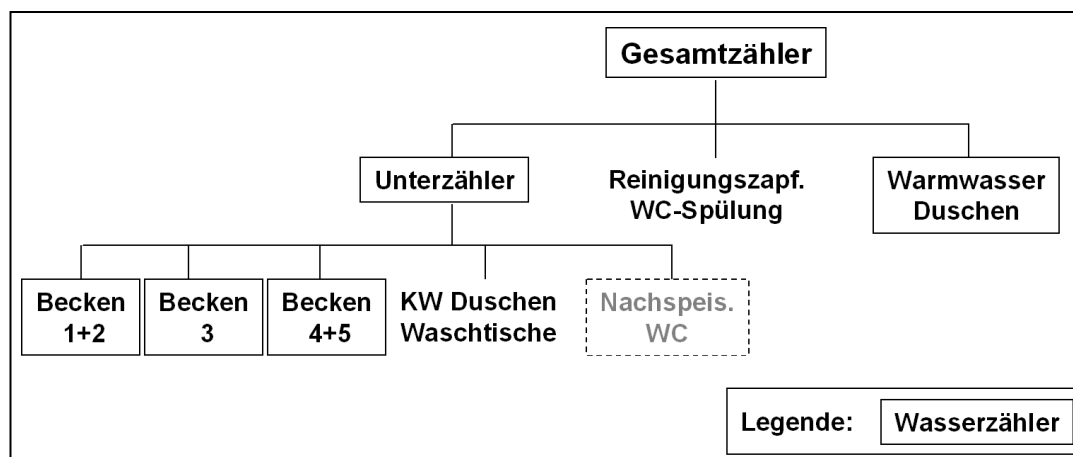 Gesamtzähler
Unterzähler
Reinigungszapf.
WC-Spülung
Warmwasser
Duschen
Becken
1+2
Becken
3
Becken
4+5
KW Duschen
Waschtische
Nachspeis.
WC
Legende: Wasserzähler